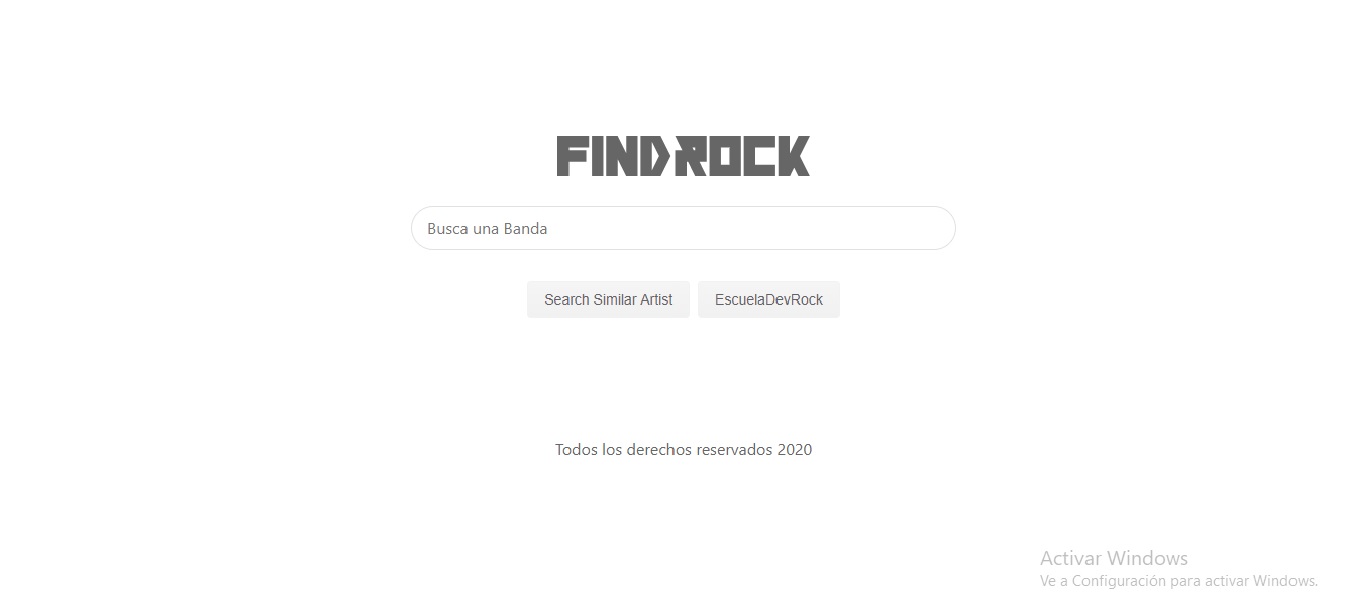 FINDROCK
Busca una Banda
Search Similar Artist
EscuelaDevRock
Todos los derechos reservados 2020
Activar Windows
Ve a Configuración para activar Windows.